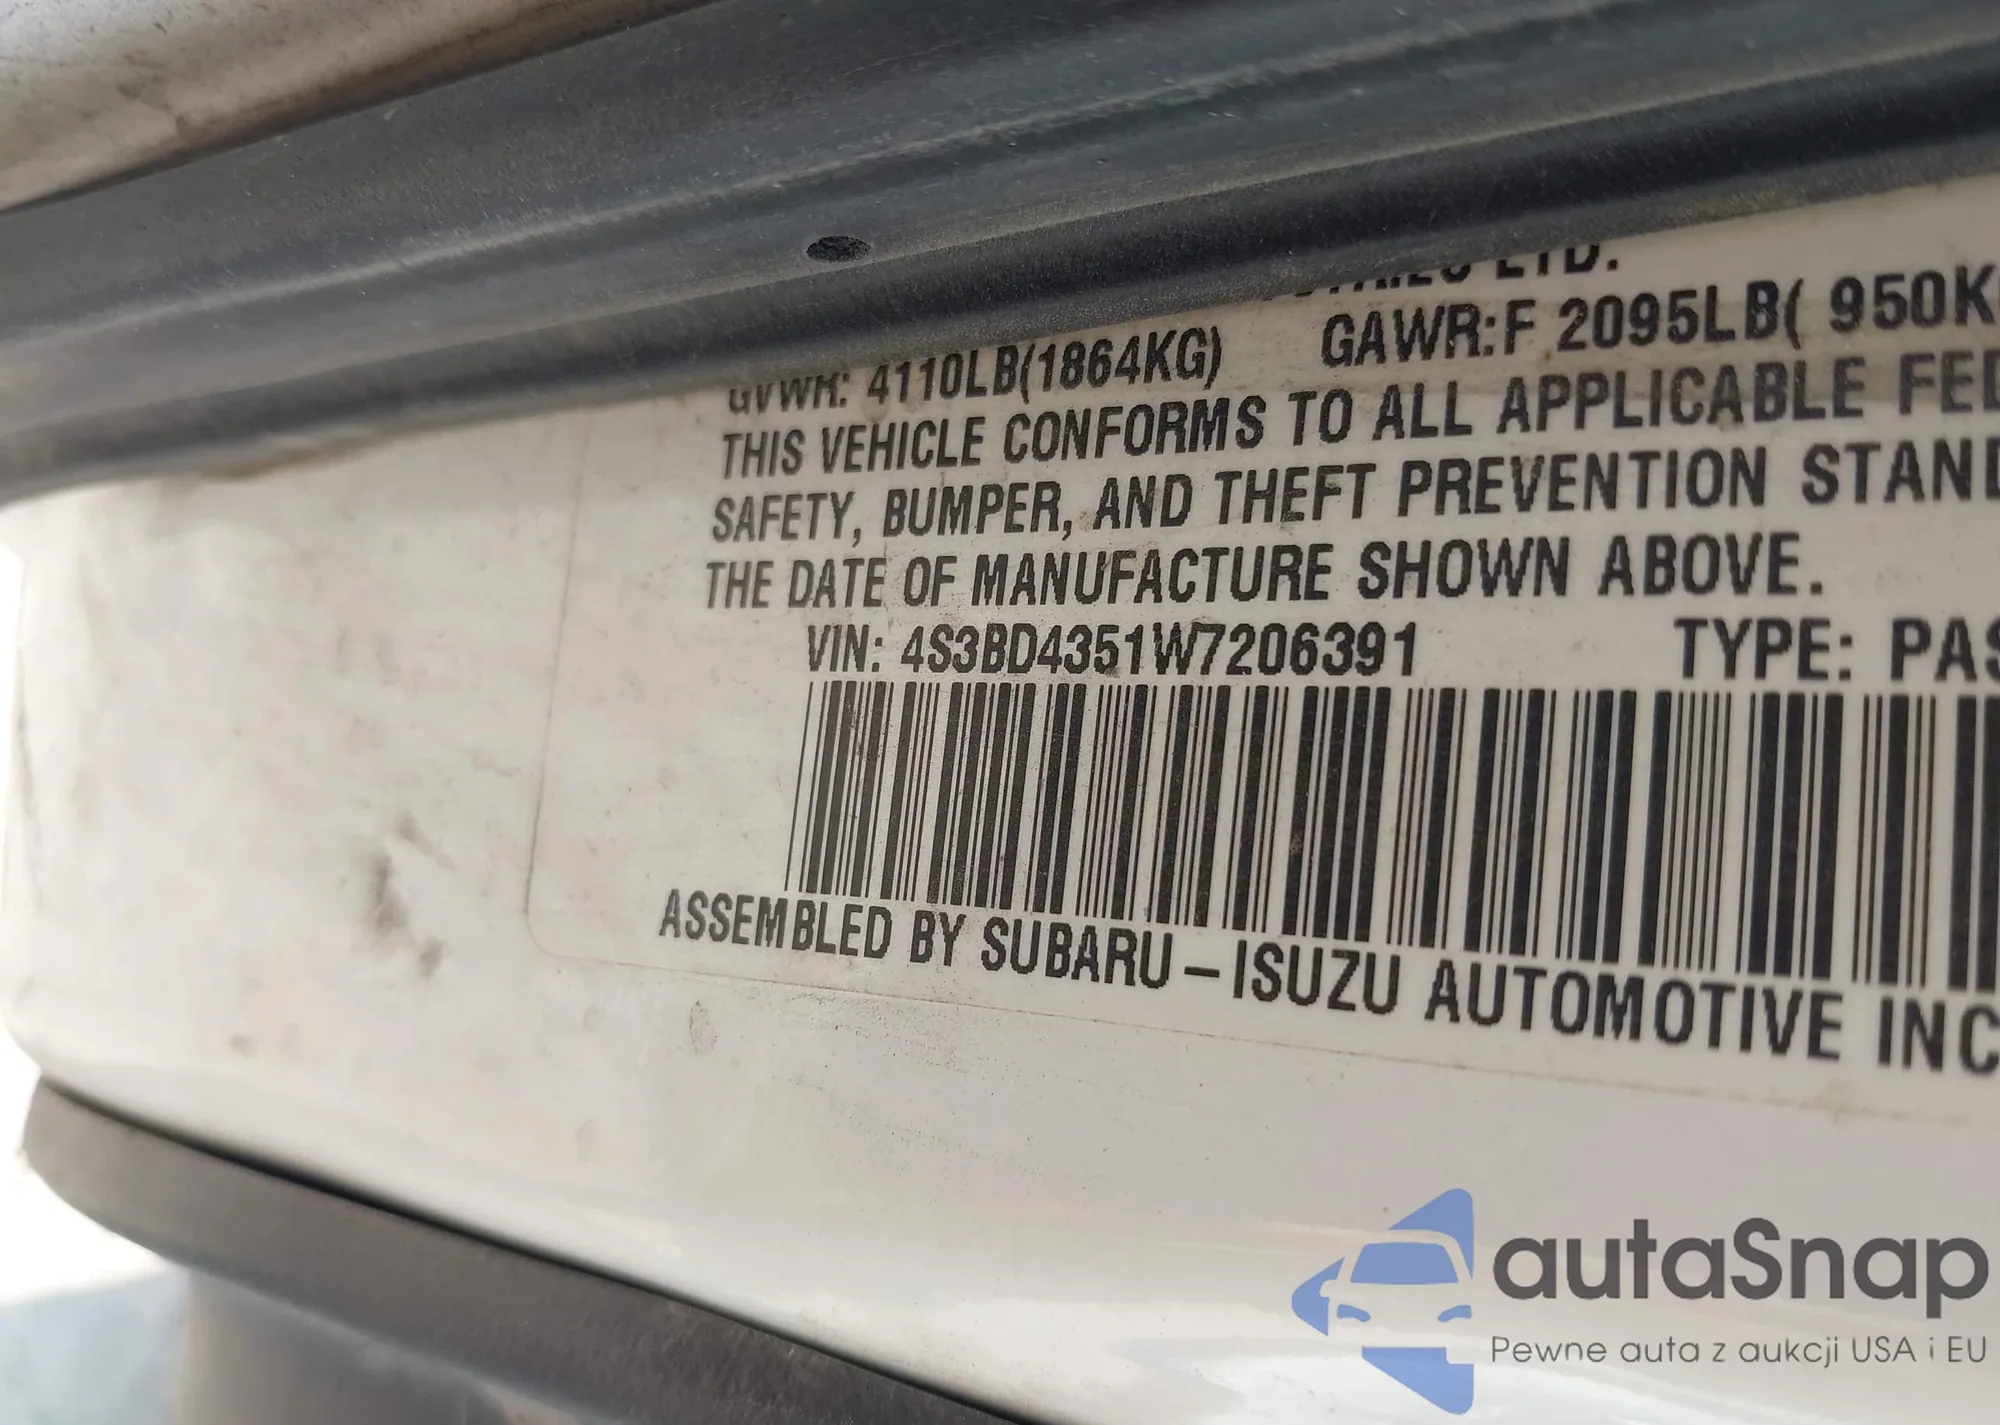 LTD.
GVWR: 4110LB(1864KG) GAWR:F 2095LB( 950K
THIS VEHICLE CONFORMS TO ALL APPLICABLE FED
SAFETY, BUMPER, AND THEFT PREVENTION STAND
THE DATE OF MANUFACTURE SHOWN ABOVE.
VIN: 4S3BD4351W7206391 TYPE: PAS
ASSEMBLED BY SUBARU – ISUZU AUTOMOTIVE INC
autaSnap
Pewne auta z aukcji USA i EU